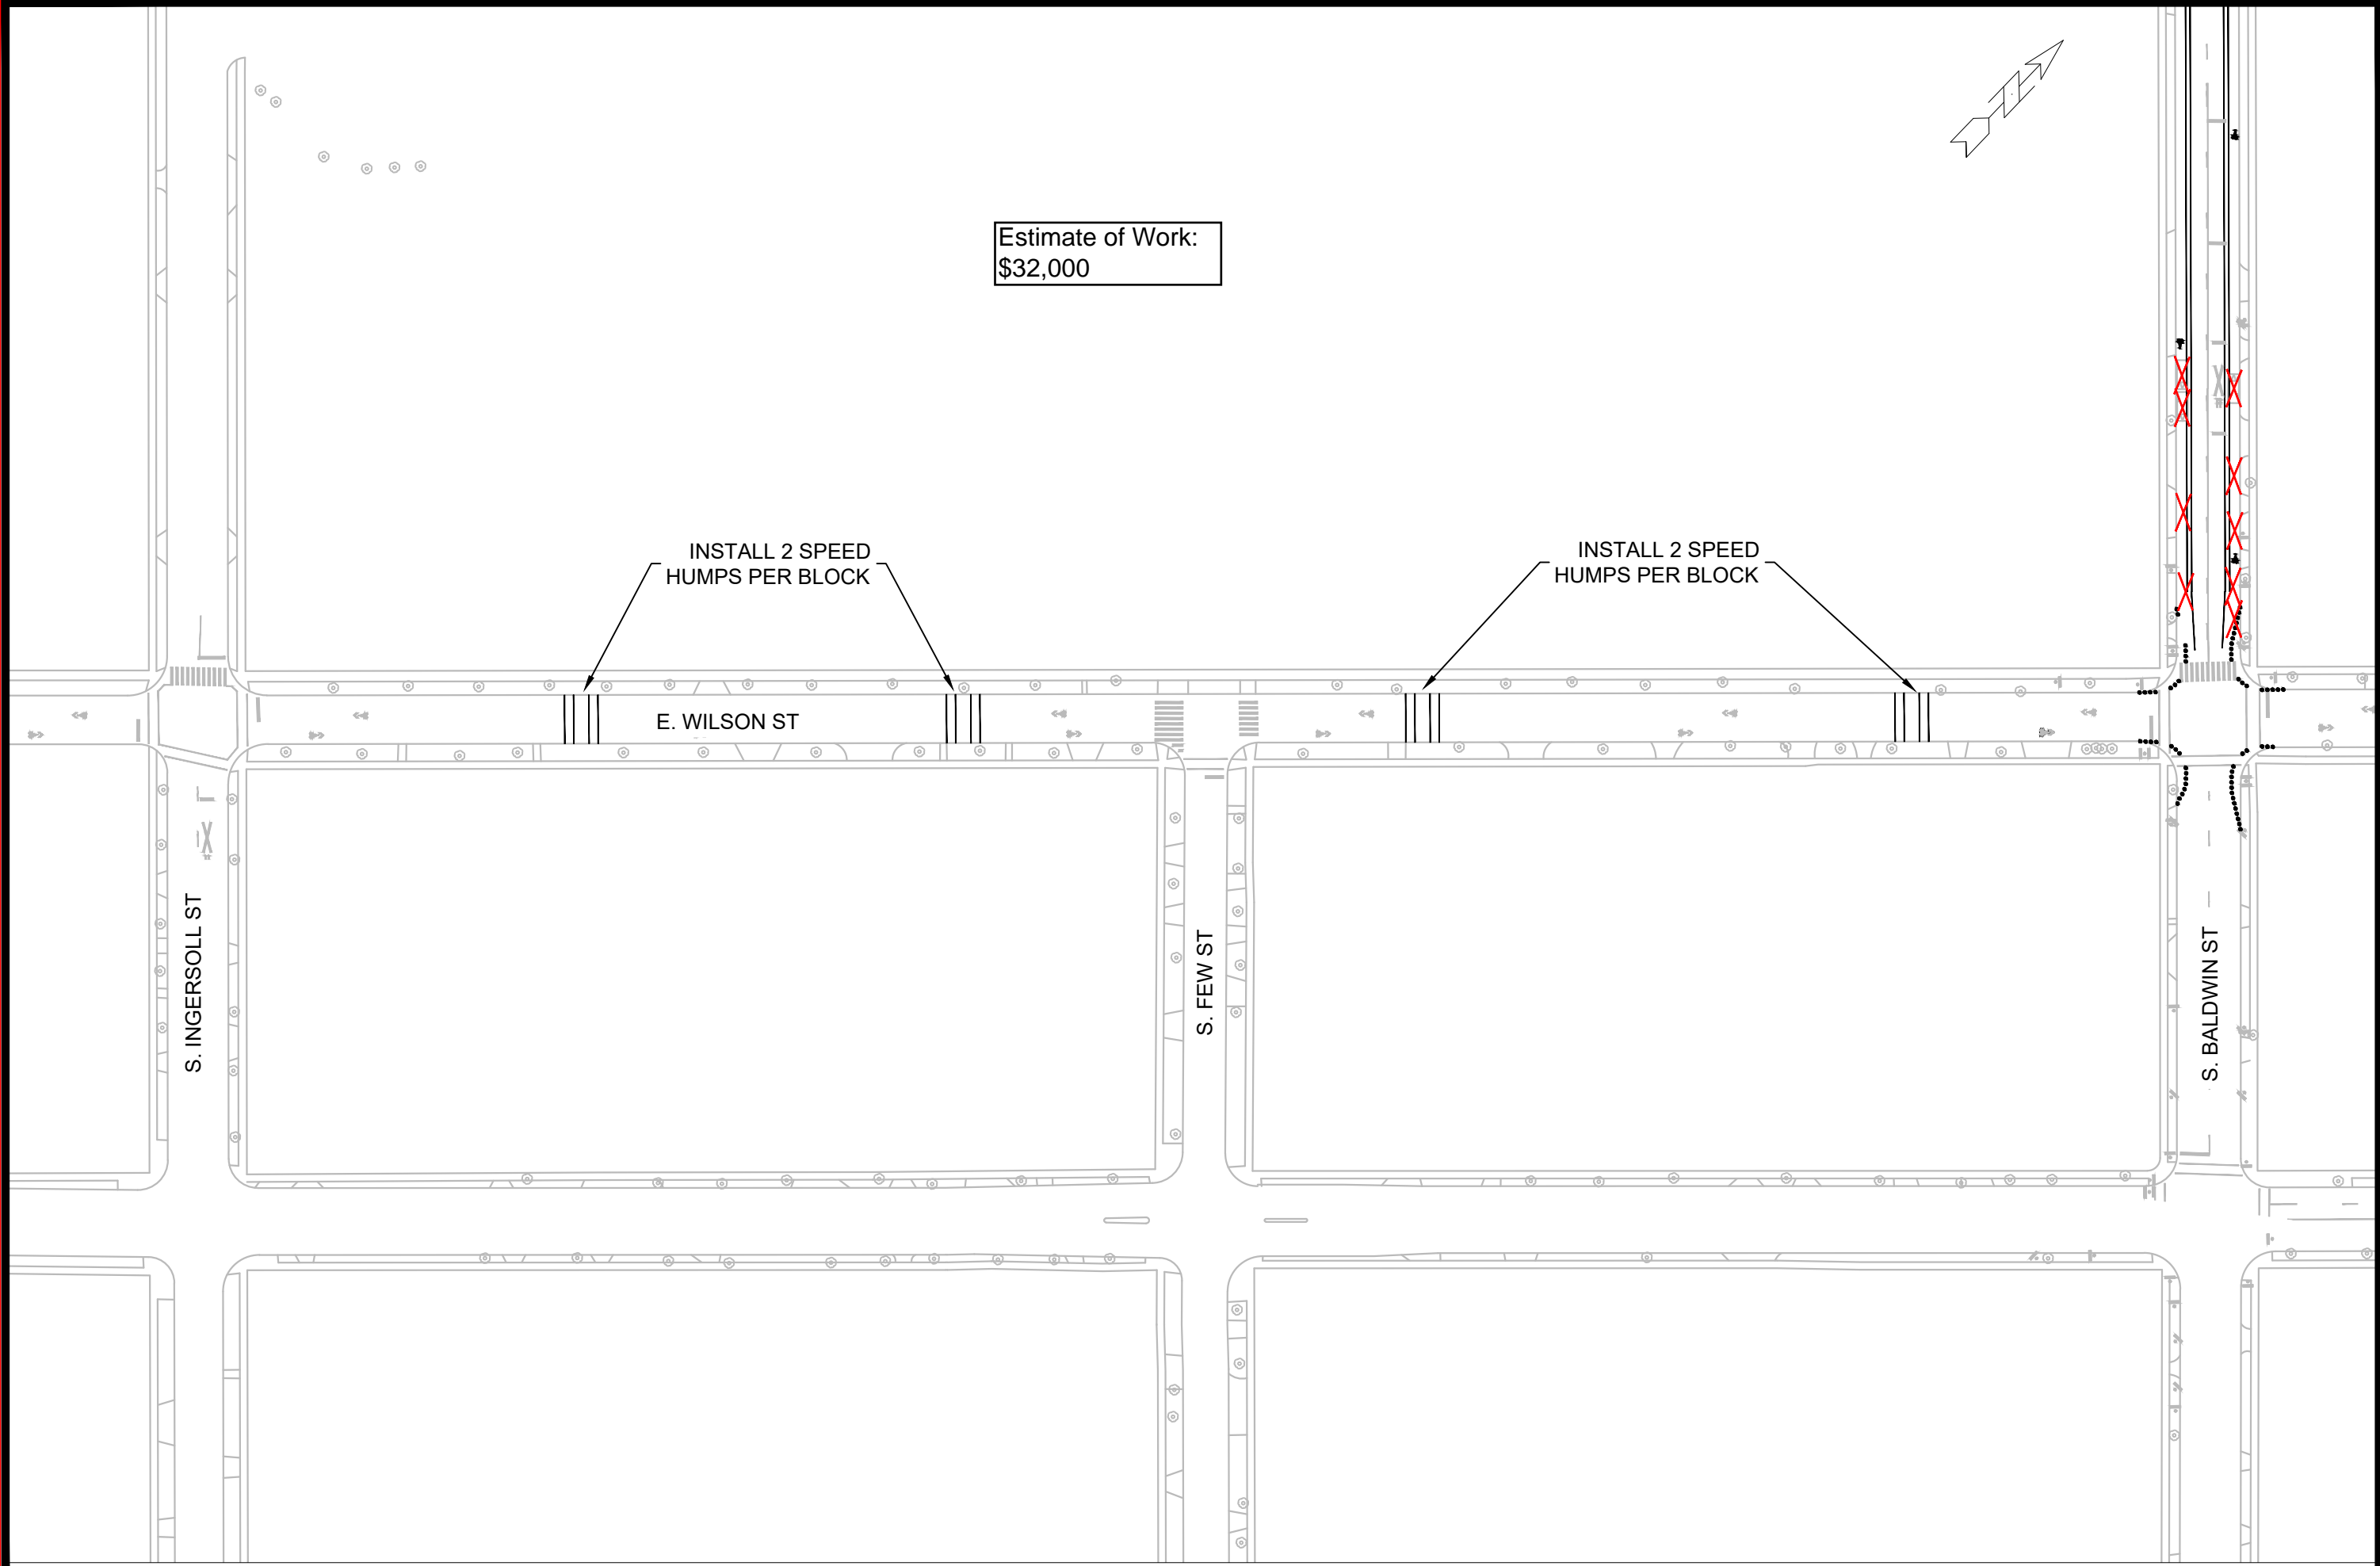 Estimate of Work:
$32,000
INSTALL 2 SPEED
HUMPS PER BLOCK
INSTALL 2 SPEED
HUMPS PER BLOCK
E. WILSON ST
S. INGERSOLL ST
S. FEW ST
S. BALDWIN ST